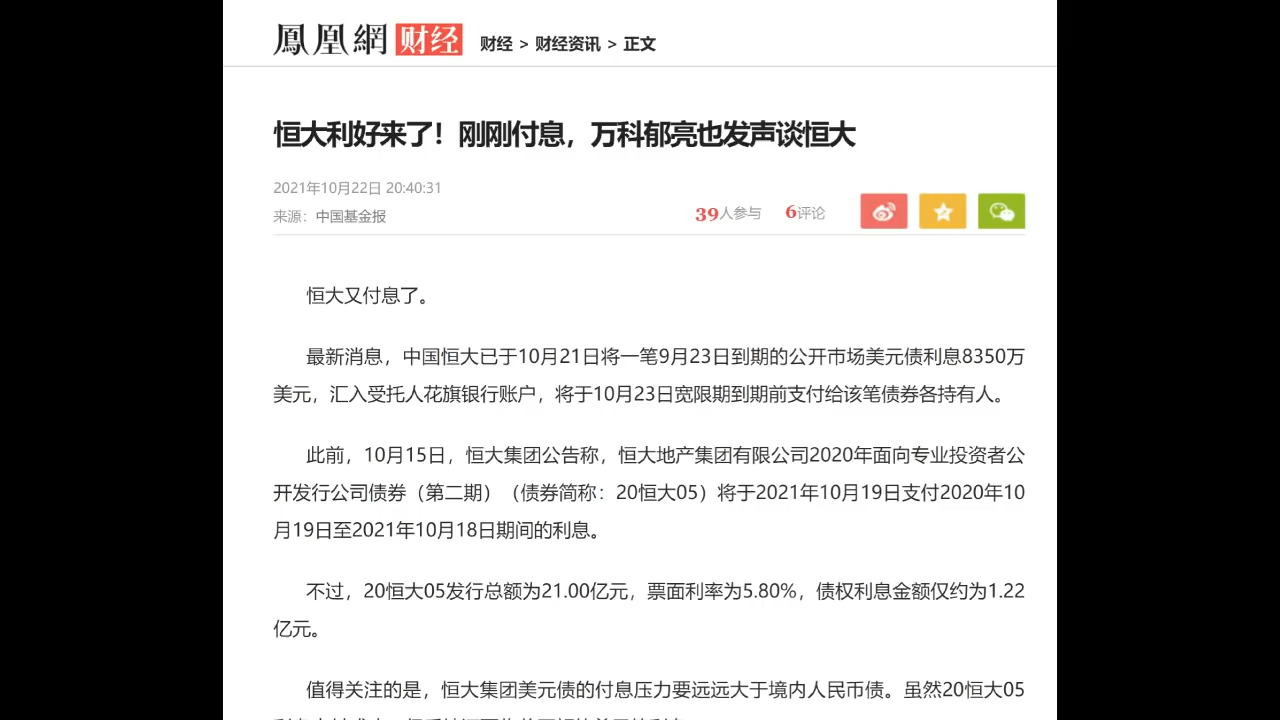 鳳凰網财经 财经 > 财经资讯 > 正文
恒大利好来了！刚刚付息，万科郁亮也发声谈恒大
2021年10月22日 20:40:31
来源：中国基金报
39人参与 6评论
恒大又付息了。
最新消息，中国恒大已于10月21日将一笔9月23日到期的公开市场美元债利息8350万
美元，汇入受托人花旗银行账户，将于10月23日宽限期到期前支付给该笔债券各持有人。
此前，10月15日，恒大集团公告称，恒大地产集团有限公司2020年面向专业投资者公
开发行公司债券（第二期）（债券简称：20恒大05）将于2021年10月19日支付2020年10
月19日至2021年10月18日期间的利息。
不过，20恒大05发行总额为21.00亿元，票面利率为5.80%，债权利息金额仅约为1.22
亿元。
值得关注的是，恒大集团美元债的付息压力要远远大于境内人民币债。虽然20恒大05